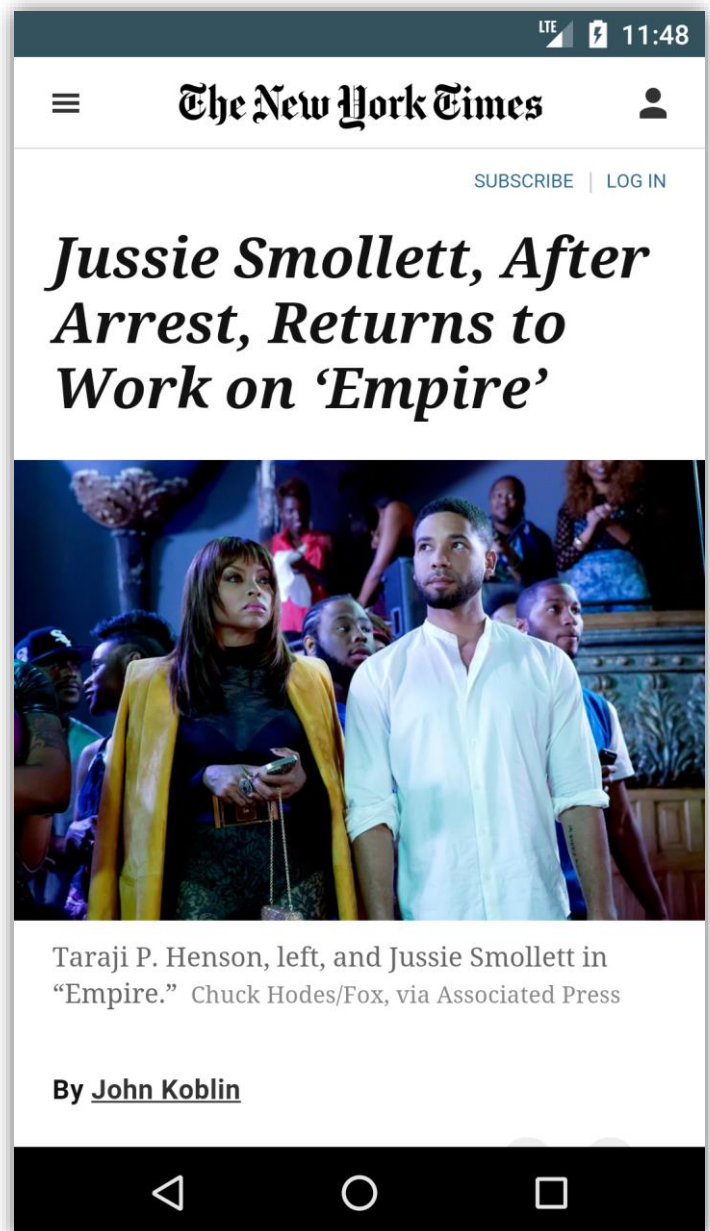 LTE 11:48
The New York Times
SUBSCRIBE | LOG IN
Jussie Smollett, After
Arrest, Returns to
Work on ‘Empire’
Taraji P. Henson, left, and Jussie Smollett in
“Empire.” Chuck Hodes/Fox, via Associated Press
By John Koblin